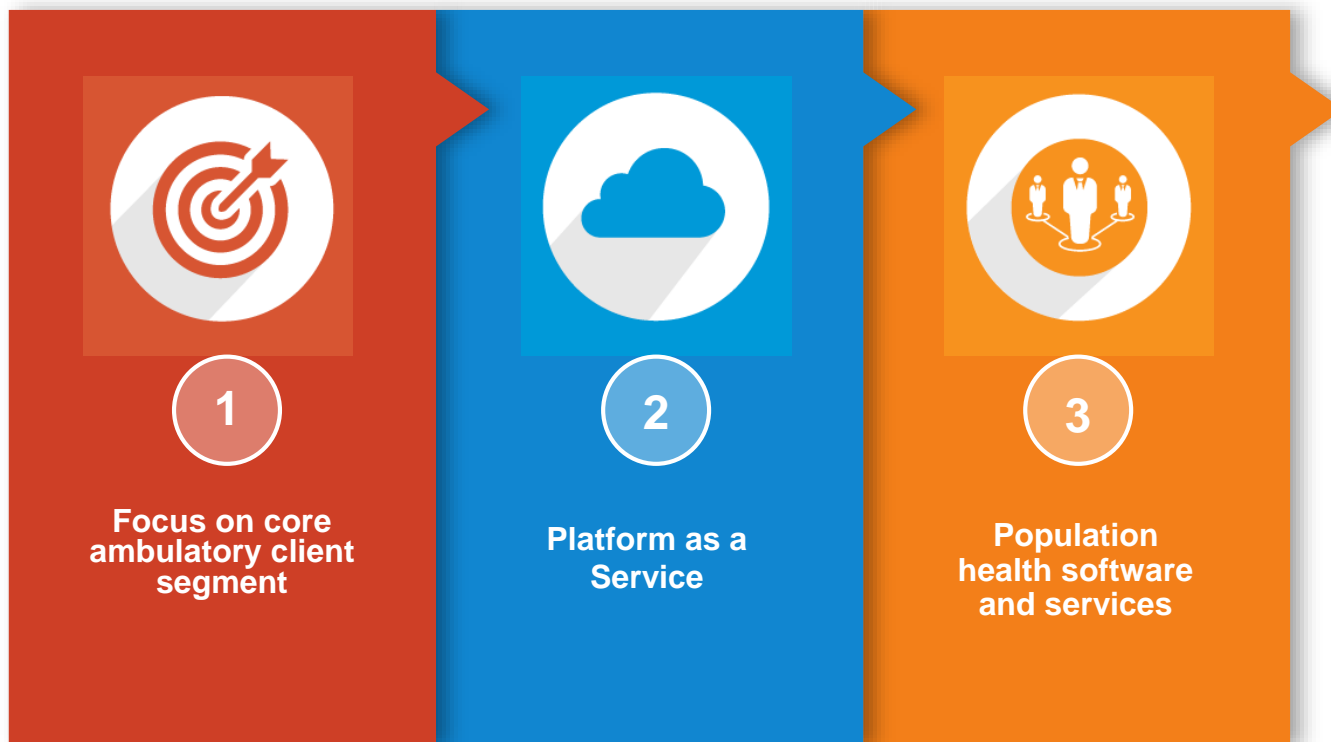 1
Focus on core
ambulatory client
segment
2
Platform as a
Service
3
Population
health software
and services